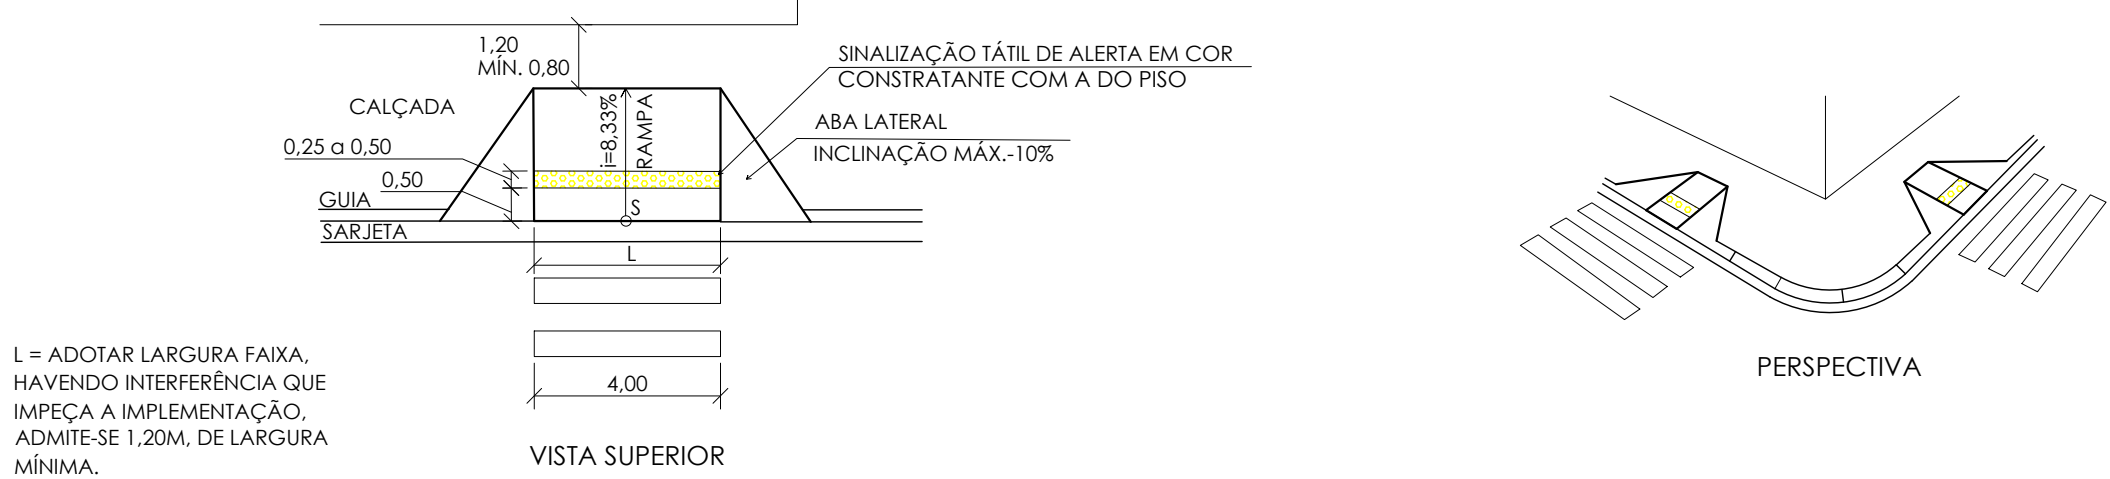 1,20
MÍN. 0,80
SINALIZAÇÃO TÁTIL DE ALERTA EM COR
CONSTRATANTE COM A DO PISO
CALÇADA
i=8,33%
RAMPA
ABA LATERAL
INCLINAÇÃO MÁX.-10%
0,25 a 0,50
0,50
GUIA
S
SARJETA
L
4,00
L = ADOTAR LARGURA FAIXA,
HAVENDO INTERFERÊNCIA QUE
IMPEÇA A IMPLEMENTAÇÃO,
ADMITE-SE 1,20M, DE LARGURA
MÍNIMA.
VISTA SUPERIOR
PERSPECTIVA